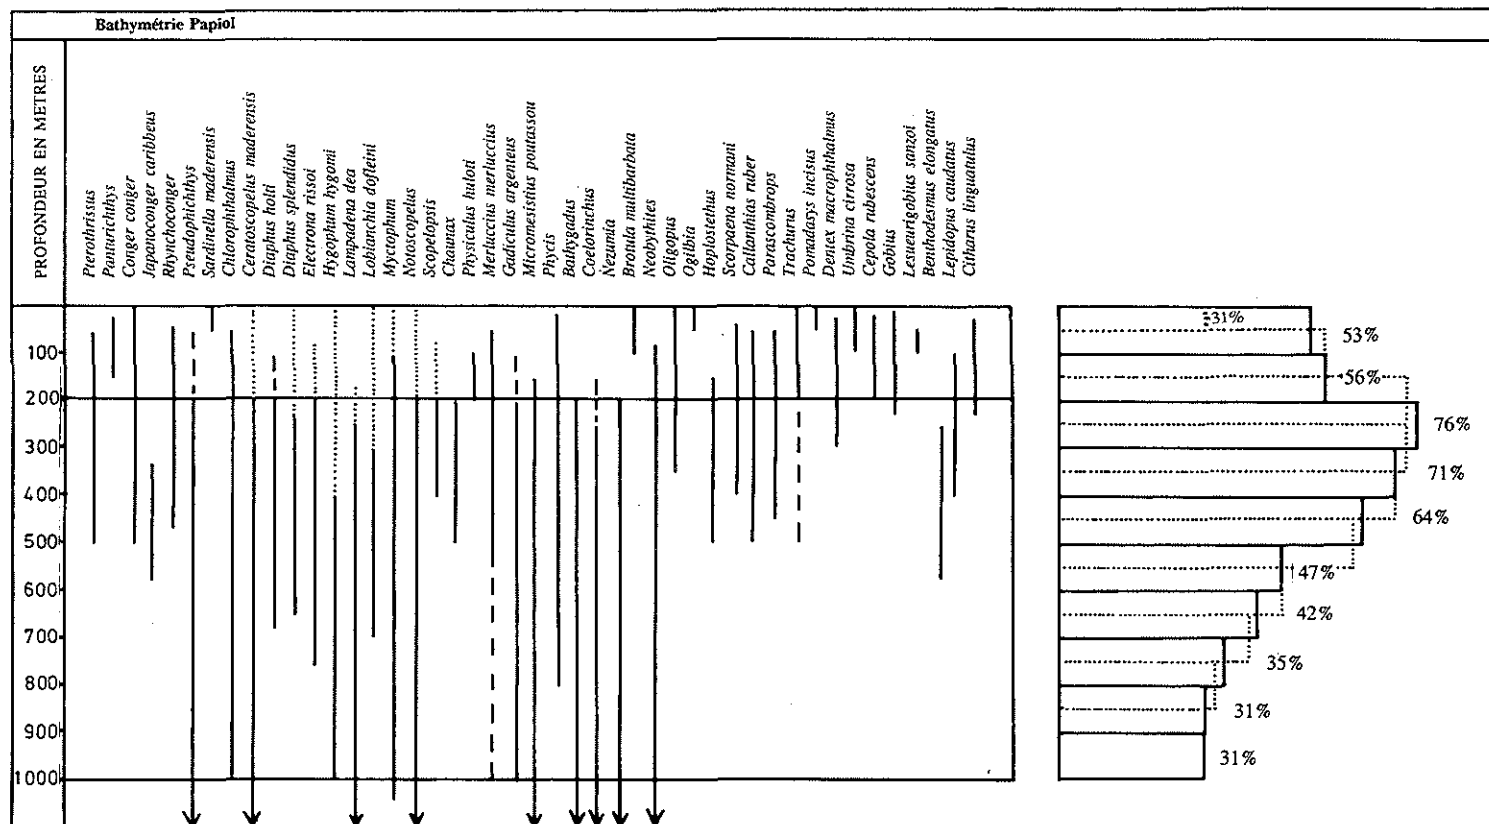 Bathymétrie Papiol
PROFONDEUR EN METRES
Pterothrissus
Panturichthys
Conger conger
Japanoconger caribbeus
Rhynchoconger
Pseudophichthys
Sardinella maderensis
Chlorophthalmus
Ceratoscopelus maderensis
Diaphus holti
Diaphus splendidus
Electrona rissoi
Hygophum hygomi
Lampadena dea
Lobianchia dofleini
Myctophum
Notoscopelus
Scopelopsis
Chaunax
Physiculus huloti
Merluccius merluccius
Gadiculus argenteus
Micromesistius poutassou
Phycis
Bathygadus
Coelorinchus
Nezumia
Brotula multibarbata
Neobythites
Oligopus
Ogilbia
Hoplostethus
Scorpaena normani
Callanthias ruber
Parascombrops
Trachurus
Pomadasys incisus
Dentex macrophthalmus
Umbrina cirrosa
Cepola rubescens
Gobius
Lesueurigobius sanzoi
Benthodesmus elongatus
Lepidopus caudatus
Citharus linguatulus
100
200
300
400
500
600
700
800
900
1000
31%
53%
56%
76%
71%
64%
47%
42%
35%
31%
31%